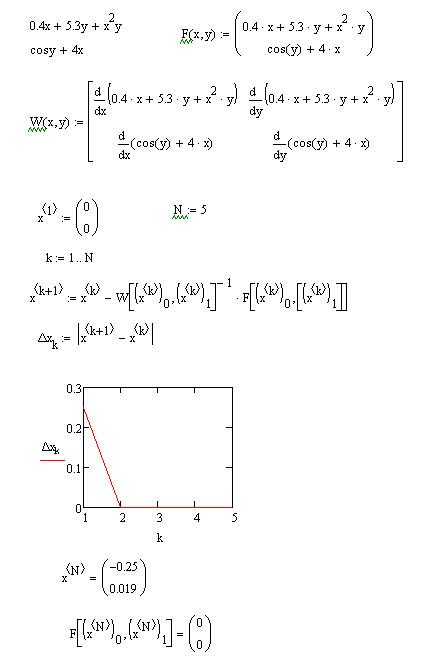 0.4x + 5.3y + x²y
cosy + 4x
F(x,y) := (0.4 · x + 5.3 · y + x² · y
cos(y) + 4 · x)
W(x,y) := [d/dx(0.4 · x + 5.3 · y + x² · y) d/dy(0.4 · x + 5.3 · y + x² · y)
d/dx(cos(y) + 4 · x) d/dy(cos(y) + 4 · x)]
x^⟨1⟩ := (0
0)
N := 5
k := 1 .. N
x^⟨k+1⟩ := x^⟨k⟩ − W[(x^⟨k⟩)₀,(x^⟨k⟩)₁]^−1 · F[(x^⟨k⟩)₀,[(x^⟨k⟩)₁]]
Δx_k := |x^⟨k+1⟩ − x^⟨k⟩|
0.3
0.2
Δx_k
0.1
0
1 2 3 4 5
k
x^⟨N⟩ = (−0.25
0.019)
F[(x^⟨N⟩)₀,(x^⟨N⟩)₁] = (0
0)